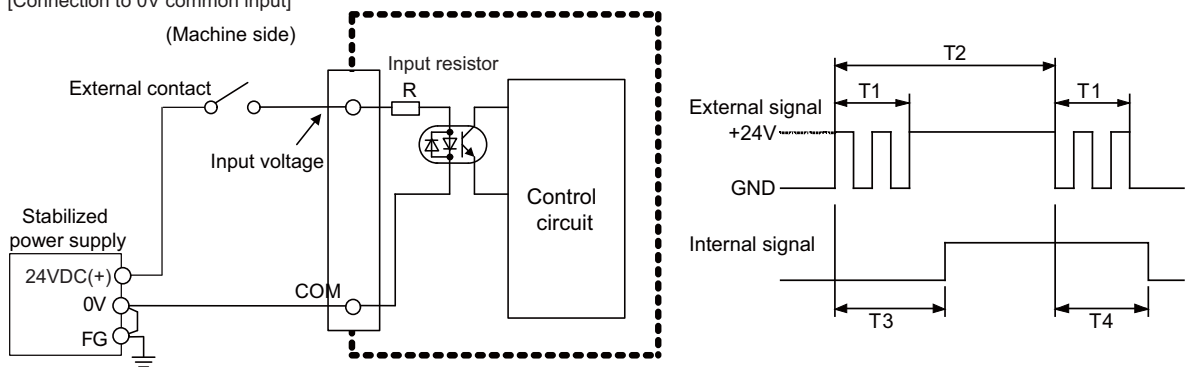 [Connection to 0V common input]
(Machine side)
External contact
Input resistor
R
Input voltage
Control
circuit
Stabilized
power supply
24VDC(+)
0V
FG
COM
T2
T1
T1
External signal
+24V
GND
Internal signal
T3
T4